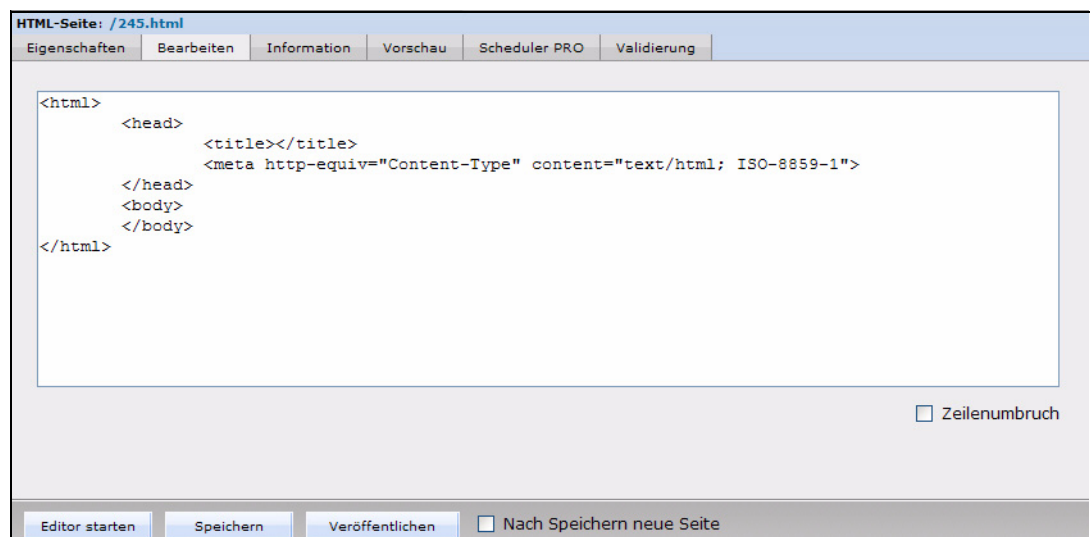 HTML-Seite: /245.html
Eigenschaften Bearbeiten Information Vorschau Scheduler PRO Validierung
<html>
<head>
<title></title>
<meta http-equiv="Content-Type" content="text/html; ISO-8859-1">
</head>
<body>
</body>
</html>
Zeilenumbruch
Editor starten Speichern Veröffentlichen Nach Speichern neue Seite